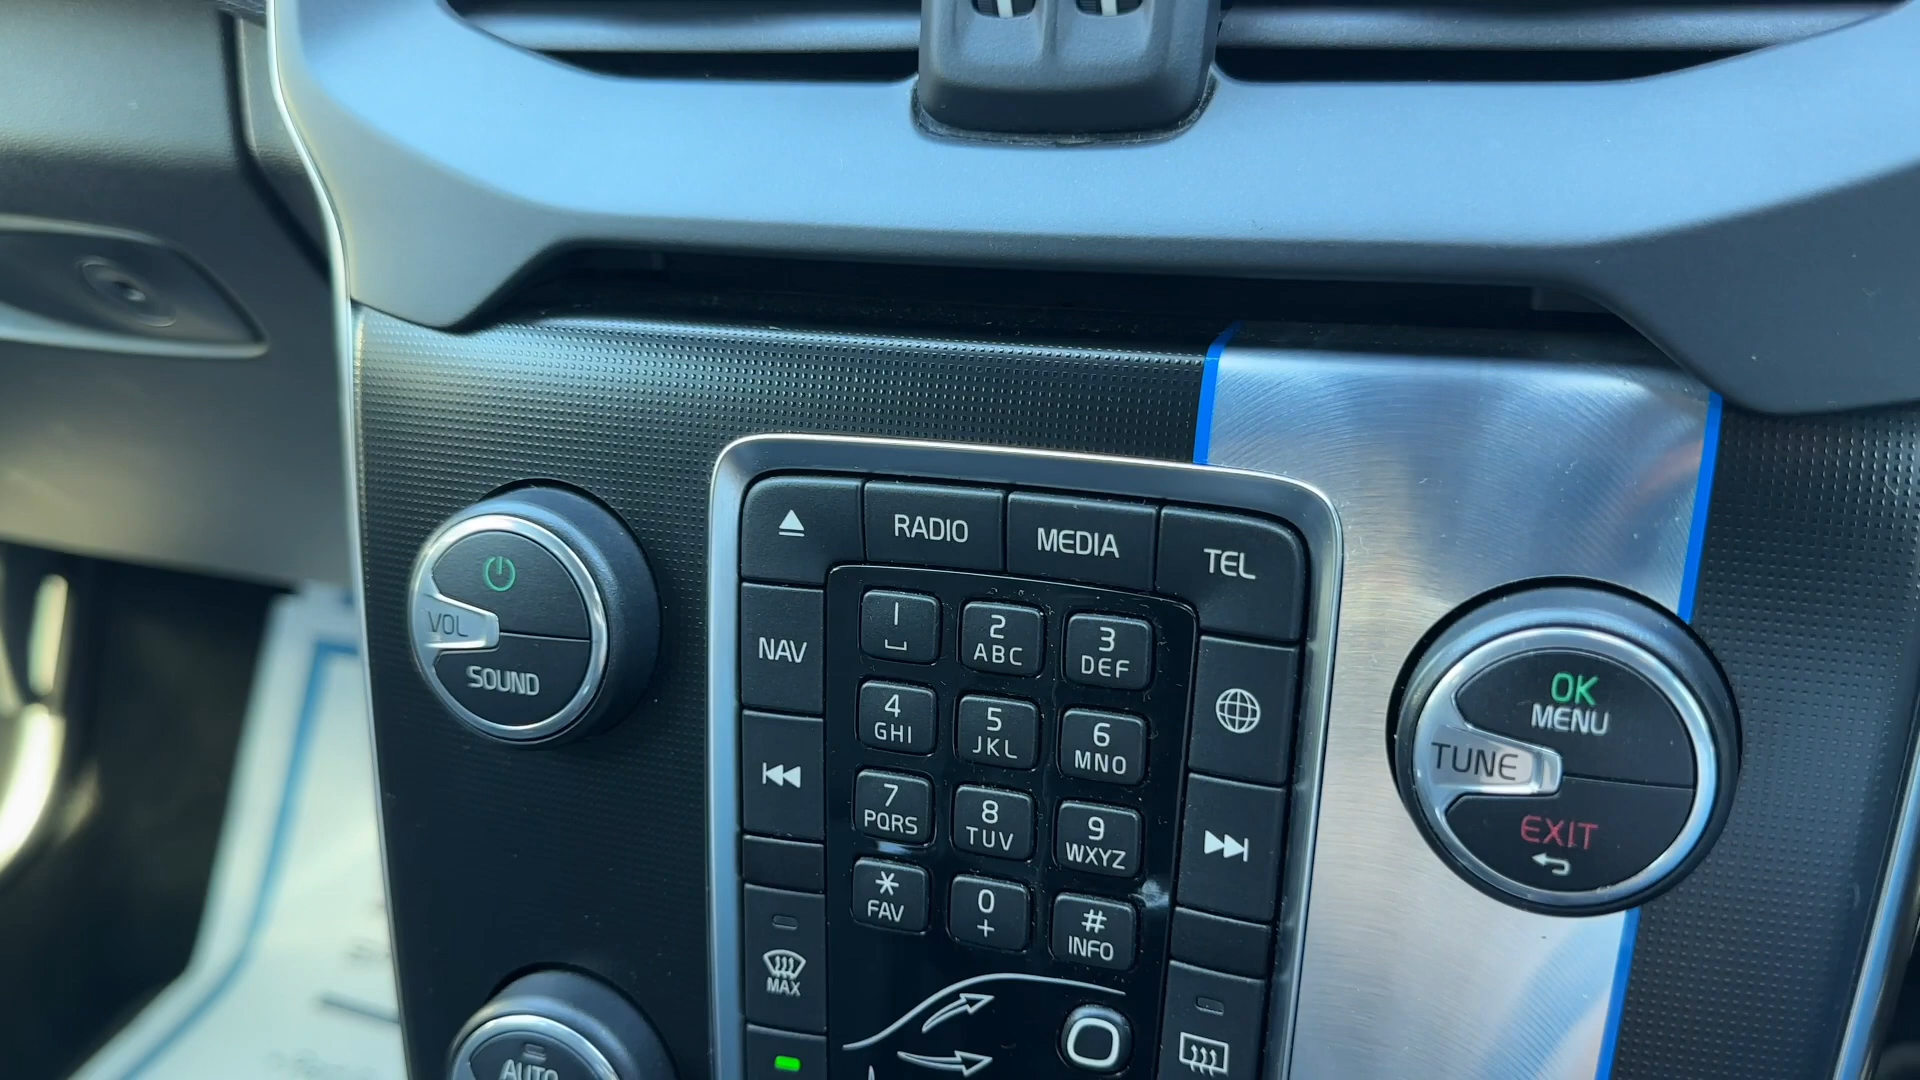 RADIO
MEDIA
TEL
VOL
SOUND
NAV
1
2
ABC
3
DEF
4
GHI
5
JKL
6
MNO
7
PQRS
8
TUV
9
WXYZ
*
FAV
0
+
#
INFO
OK
MENU
TUNE
EXIT
MAX
AUTO